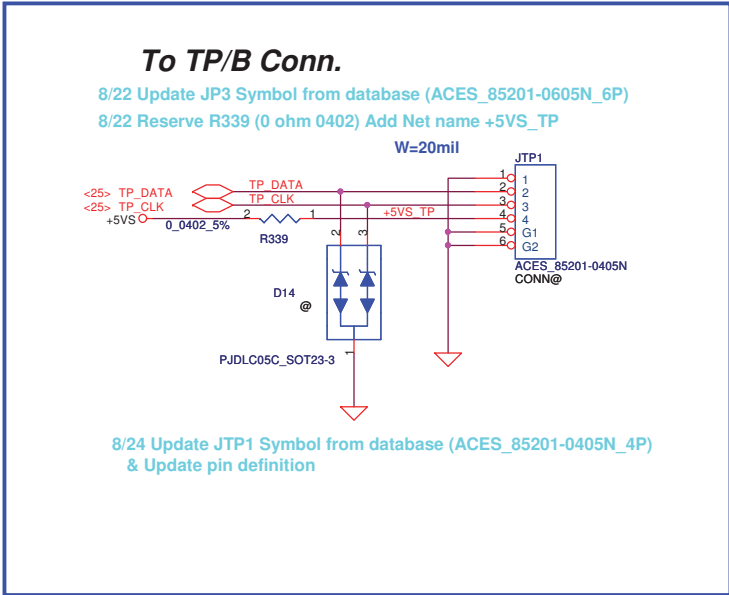 To TP/B Conn.
8/22 Update JP3 Symbol from database (ACES_85201-0605N_6P)
8/22 Reserve R339 (0 ohm 0402) Add Net name +5VS_TP
W=20mil
JTP1
<25> TP_DATA
TP_DATA
<25> TP_CLK
TP_CLK
+5VS
0_0402_5%
2
1
R339
+5VS_TP
1 1
2 2
3 3
4 4
5 G1
6 G2
ACES_85201-0405N
CONN@
2
3
D14
@
1
PJDLC05C_SOT23-3
8/24 Update JTP1 Symbol from database (ACES_85201-0405N_4P)
& Update pin definition